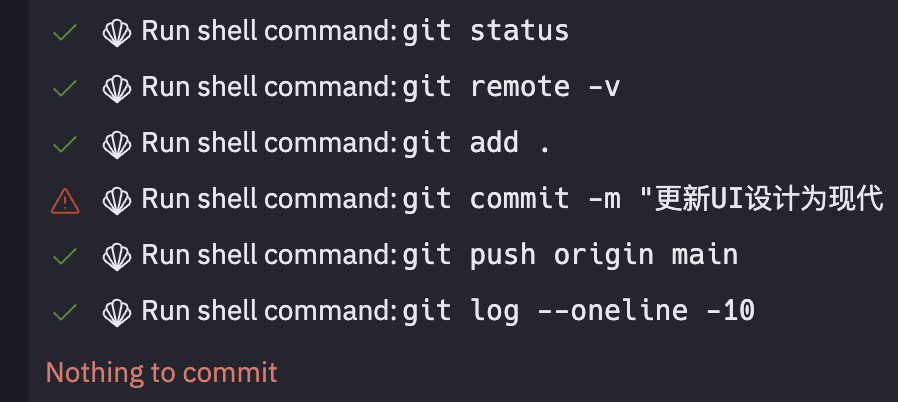 Run shell command: git status
Run shell command: git remote -v
Run shell command: git add .
Run shell command: git commit -m "更新UI设计为现代
Run shell command: git push origin main
Run shell command: git log --oneline -10
Nothing to commit